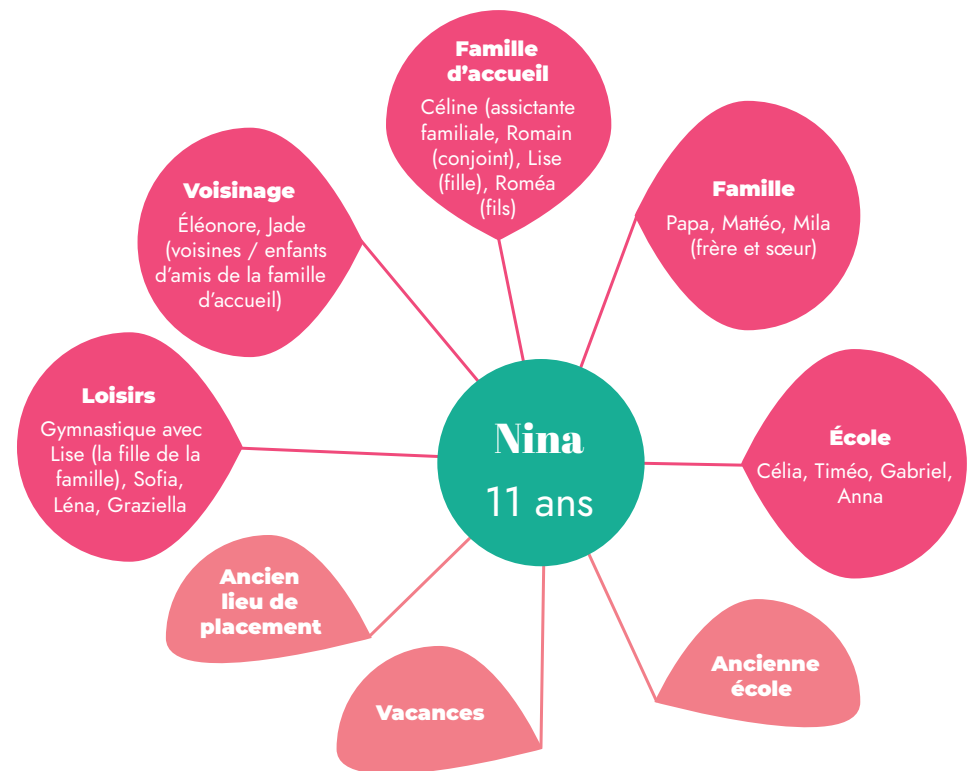 Famille
d’accueil
Céline (assictante
familiale, Romain
(conjoint), Lise
(fille), Roméa
(fils)
Voisinage
Éléonore, Jade
(voisines / enfants
d’amis de la famille
d’accueil)
Famille
Papa, Mattéo, Mila
(frère et sœur)
Loisirs
Gymnastique avec
Lise (la fille de la
famille), Sofia,
Léna, Graziella
Nina
11 ans
École
Célia, Timéo, Gabriel,
Anna
Ancien
lieu de
placement
Vacances
Ancienne
école